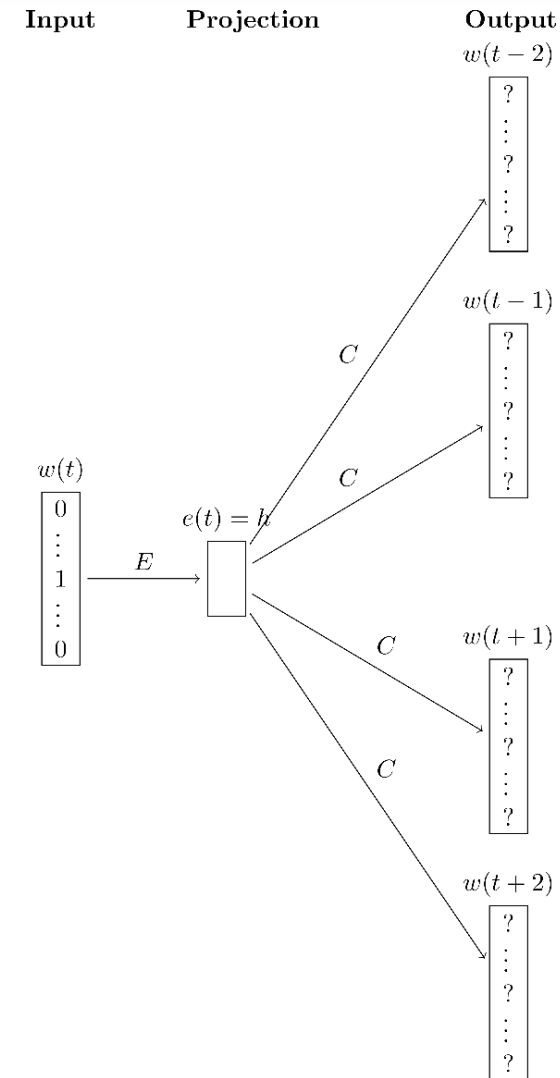 Input Projection Output
w(t − 2)
?
⋮
?
⋮
?
w(t − 1)
?
⋮
?
⋮
?
C
C
w(t)
0
⋮
1
⋮
0
E
e(t) = h
C
C
w(t + 1)
?
⋮
?
⋮
?
w(t + 2)
?
⋮
?
⋮
?